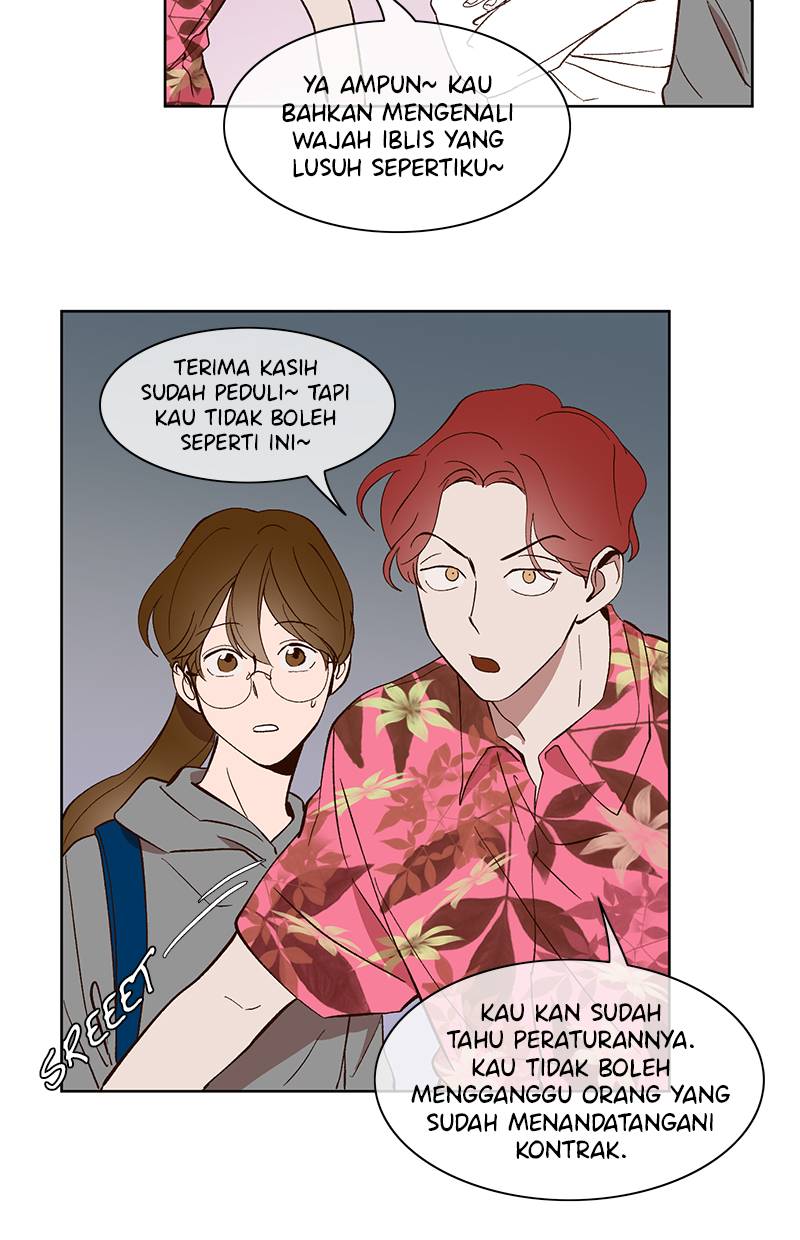 YA AMPUN~ KAU
BAHKAN MENGENALI
WAJAH IBLIS YANG
LUSUH SEPERTIKU~
TERIMA KASIH
SUDAH PEDULI~ TAPI
KAU TIDAK BOLEH
SEPERTI INI~
SREEET
KAU KAN SUDAH
TAHU PERATURANNYA.
KAU TIDAK BOLEH
MENGGANGGU ORANG YANG
SUDAH MENANDATANGANI
KONTRAK.